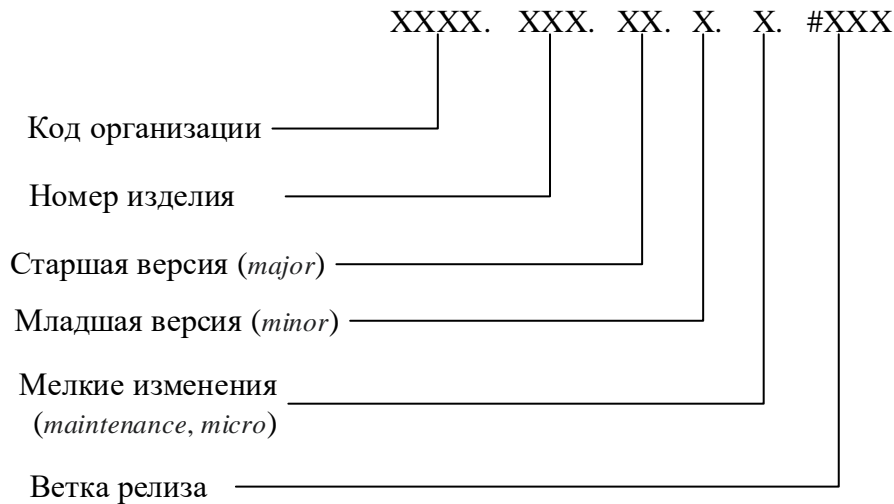 XXXX. XXX. XX. X. X. #XXX
Код организации
Номер изделия
Старшая версия (major)
Младшая версия (minor)
Мелкие изменения
(maintenance, micro)
Ветка релиза